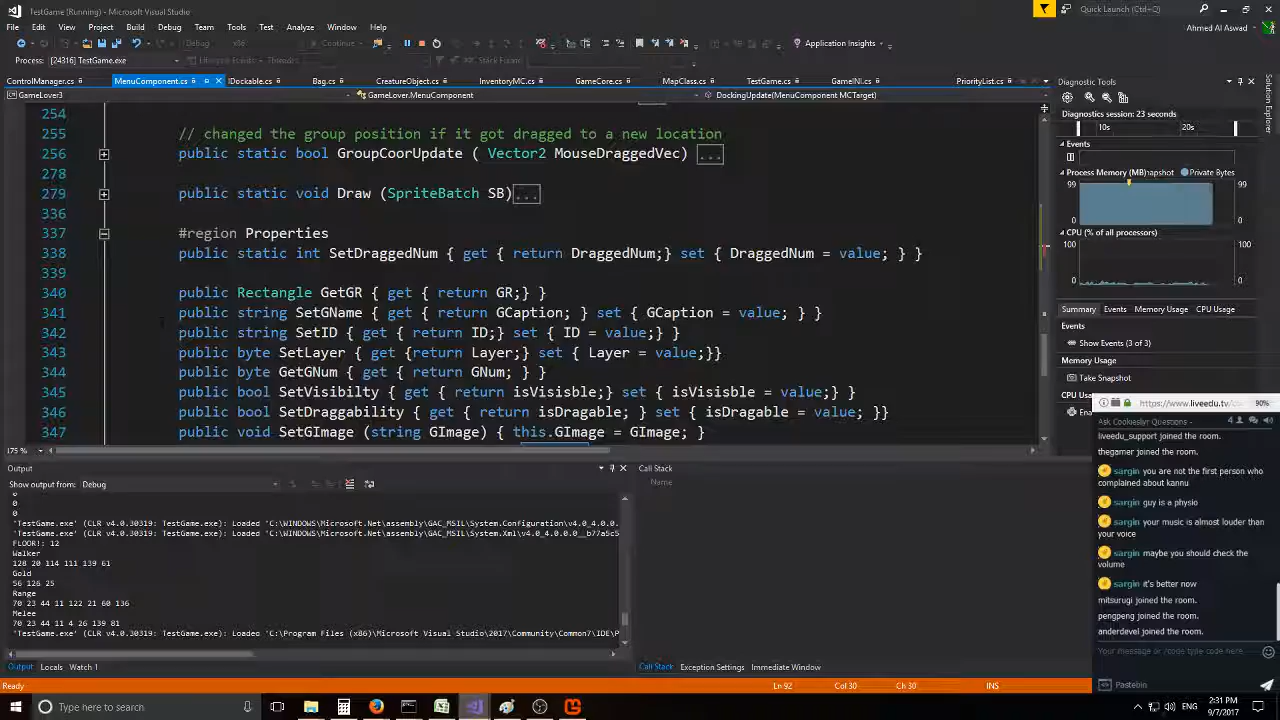 TestGame (Running) - Microsoft Visual Studio
Quick Launch (Ctrl+Q)
File Edit View Project Build Debug Team Tools Test Analyze Window Help
Ahmed Al Aswad
Debug x86 Continue Application Insights
Process: [24316] TestGame.exe Lifecycle Events Thread: Stack Frame:
ControlManager.cs MenuComponent.cs IDockable.cs Bag.cs CreatureObject.cs InventoryMC.cs GameCore.cs MapClass.cs TestGame.cs GameINI.cs PriorityList.cs
GameLover3 GameLover.MenuComponent DockingUpdate(MenuComponent MCTarget)
254
255 // changed the group position if it got dragged to a new location
256 public static bool GroupCoorUpdate ( Vector2 MouseDraggedVec) ...
278
279 public static void Draw (SpriteBatch SB) ...
336
337 #region Properties
338 public static int SetDraggedNum { get { return DraggedNum;} set { DraggedNum = value; } }
339
340 public Rectangle GetGR { get { return GR;} }
341 public string SetGName { get { return GCaption; } set { GCaption = value; } }
342 public string SetID { get { return ID;} set { ID = value;} }
343 public byte SetLayer { get {return Layer;} set { Layer = value;}}
344 public byte GetGNum { get { return GNum; } }
345 public bool SetVisibilty { get { return isVisisble;} set { isVisisble = value;} }
346 public bool SetDraggability { get { return isDragable; } set { isDragable = value; }}
347 public void SetGImage (string GImage) { this.GImage = GImage; }
175 %
Diagnostic Tools
Diagnostics session: 23 seconds
10s 20s
Events
Process Memory (MB) Snapshot Private Bytes
99 99
0 0
CPU (% of all processors)
100 100
0 0
Summary Events Memory Usage CPU Usage
Events
Show Events (3 of 3)
Memory Usage
Take Snapshot
CPU Usage
Solution Explorer
Output
Show output from: Debug
0
0
'TestGame.exe' (CLR v4.0.30319: TestGame.exe): Loaded 'C:\WINDOWS\Microsoft.Net\assembly\GAC_MSIL\System.Configuration\v4.0_4.0.0.
'TestGame.exe' (CLR v4.0.30319: TestGame.exe): Loaded 'C:\WINDOWS\Microsoft.Net\assembly\GAC_MSIL\System.Xml\v4.0_4.0.0.0__b77a5c5
FLOOR!: 12
Walker
128 20 114 111 139 61
Gold
56 126 25
Range
70 23 44 11 122 21 60 136
Melee
70 23 44 11 4 26 139 81
'TestGame.exe' (CLR v4.0.30319: TestGame.exe): Loaded 'C:\Program Files (x86)\Microsoft Visual Studio\2017\Community\Common7\IDE\P
Output Locals Watch 1
Call Stack
Name
Call Stack Exception Settings Immediate Window
https://www.liveedu.tv/ 90%
Ask Cookieslyr Questions - 4
liveedu_support joined the room.
thegamer joined the room.
sargin you are not the first person who
complained about kannu
sargin guy is a physio
sargin your music is almost louder than
your voice
sargin maybe you should check the
volume
sargin it's better now
mitsurugi joined the room.
pengpeng joined the room.
anderdevel joined the room.
Your message or /code type code here
Pastebin
Ready Ln 92 Col 30 Ch 30 INS
Type here to search
2:31 PM
9/7/2017